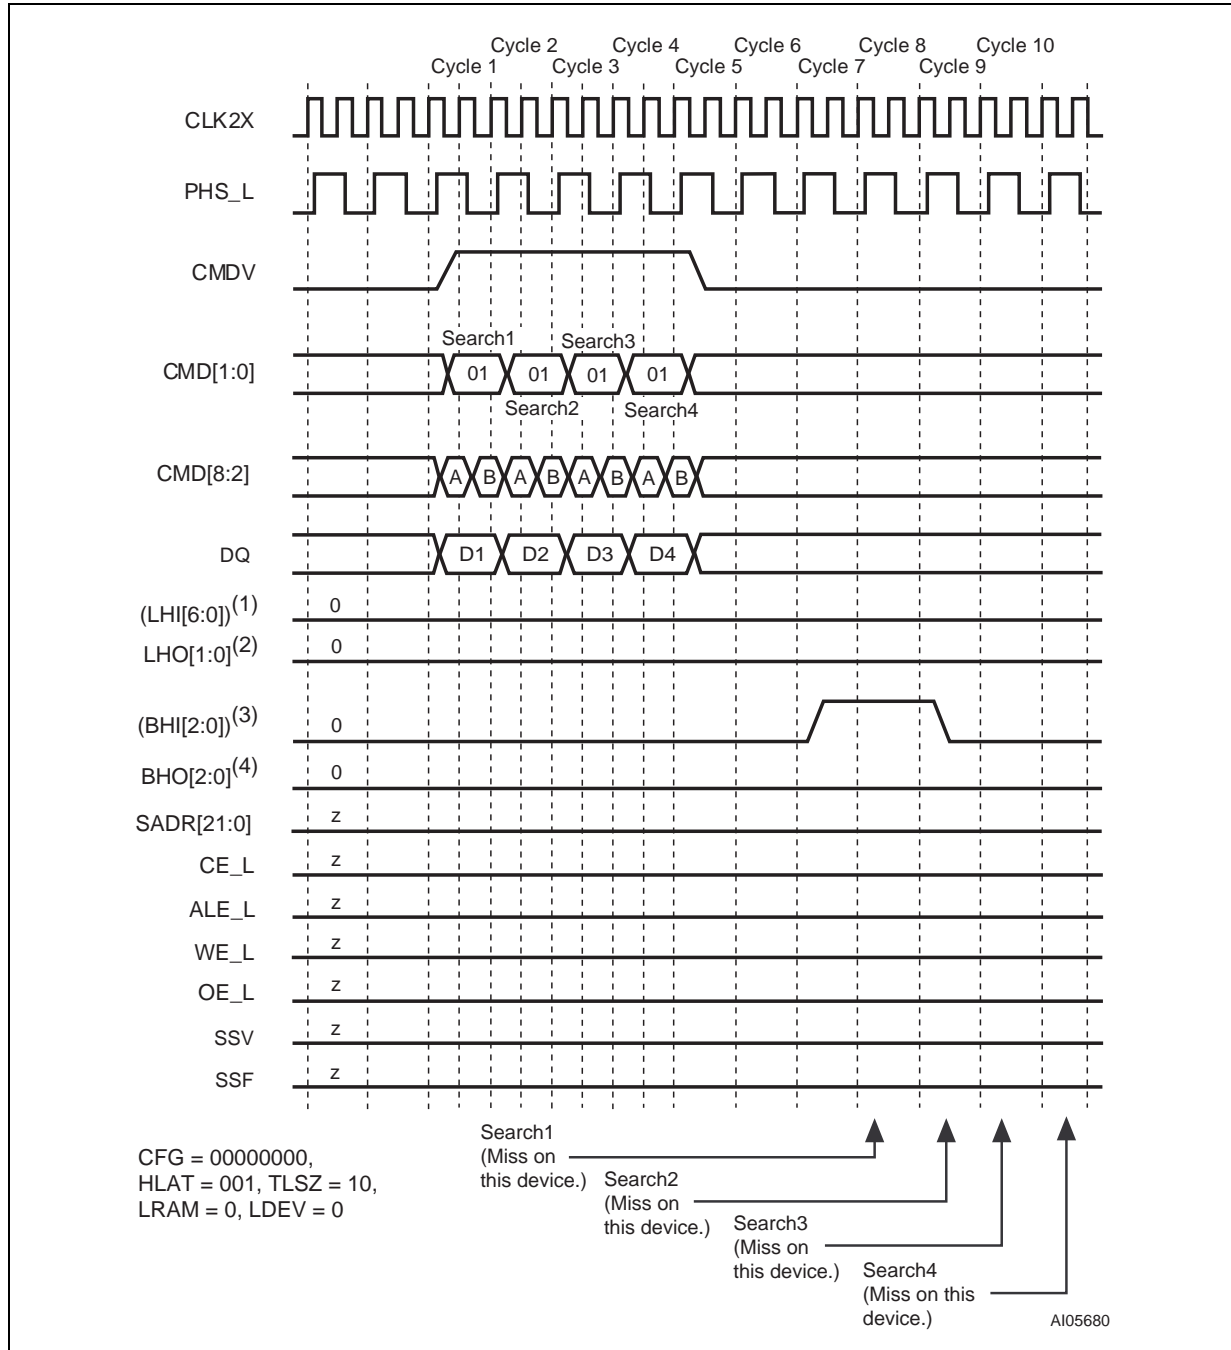 Cycle 2 Cycle 4 Cycle 6 Cycle 8 Cycle 10
Cycle 1 Cycle 3 Cycle 5 Cycle 7 Cycle 9
CLK2X
PHS_L
CMDV
Search1 Search3
CMD[1:0] 01 01 01 01
Search2 Search4
CMD[8:2] A B A B A B A B
DQ D1 D2 D3 D4
(LHI[6:0])(1) 0
LHO[1:0](2) 0
(BHI[2:0])(3) 0
BHO[2:0](4) 0
SADR[21:0] z
CE_L z
ALE_L z
WE_L z
OE_L z
SSV z
SSF z
CFG = 00000000,
HLAT = 001, TLSZ = 10,
LRAM = 0, LDEV = 0
Search1
(Miss on
this device.)
Search2
(Miss on
this device.)
Search3
(Miss on
this device.)
Search4
(Miss on this
device.)
AI05680